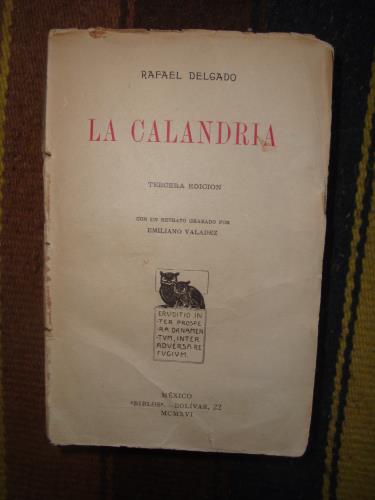 RAFAEL DELGADO
LA CALANDRIA
TERCERA EDICION
CON UN RETRATO GRABADO POR
EMILIANO VALADEZ
ERVDITIO IN-
TER PROSPE-
RA ORNAMEN-
TVM, INTER
ADVERSA RE
FVGIVM.
MÉXICO
"BIBLOS".—BOLÍVAR, 22
MCMXVI